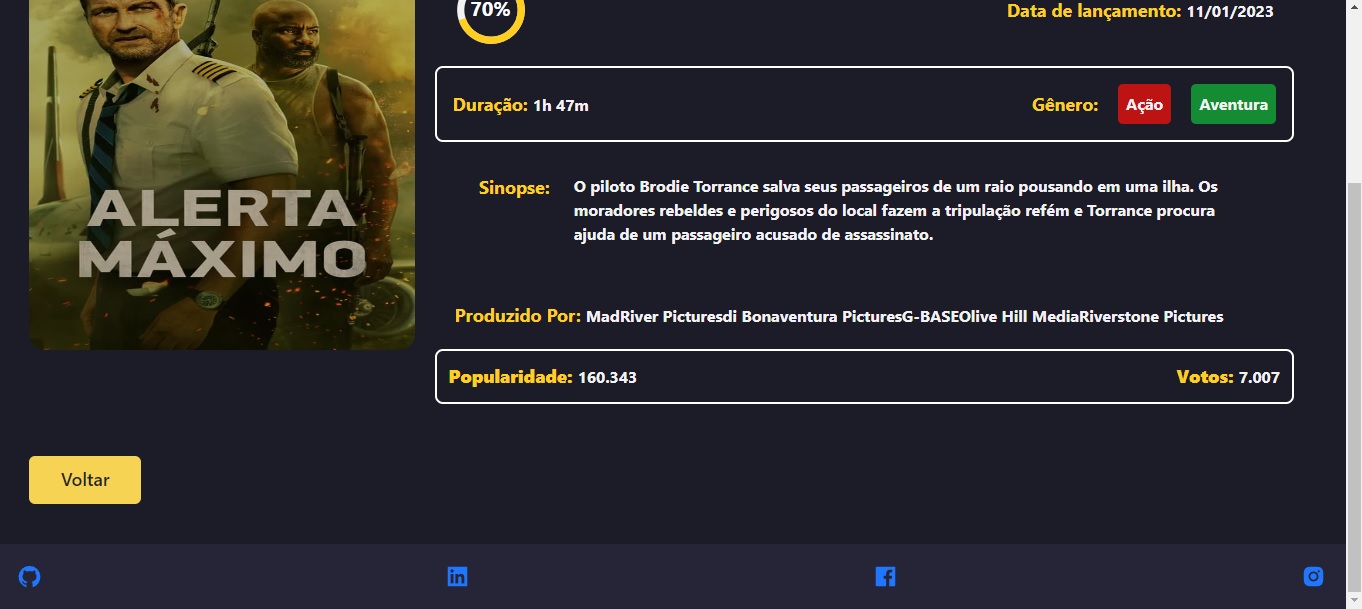 70%
Data de lançamento: 11/01/2023
Duração: 1h 47m
Gênero: Ação Aventura
ALERTA
MÁXIMO
Sinopse: O piloto Brodie Torrance salva seus passageiros de um raio pousando em uma ilha. Os
moradores rebeldes e perigosos do local fazem a tripulação refém e Torrance procura
ajuda de um passageiro acusado de assassinato.
Produzido Por: MadRiver Picturesdi Bonaventura PicturesG-BASEOlive Hill MediaRiverstone Pictures
Popularidade: 160.343
Votos: 7.007
Voltar